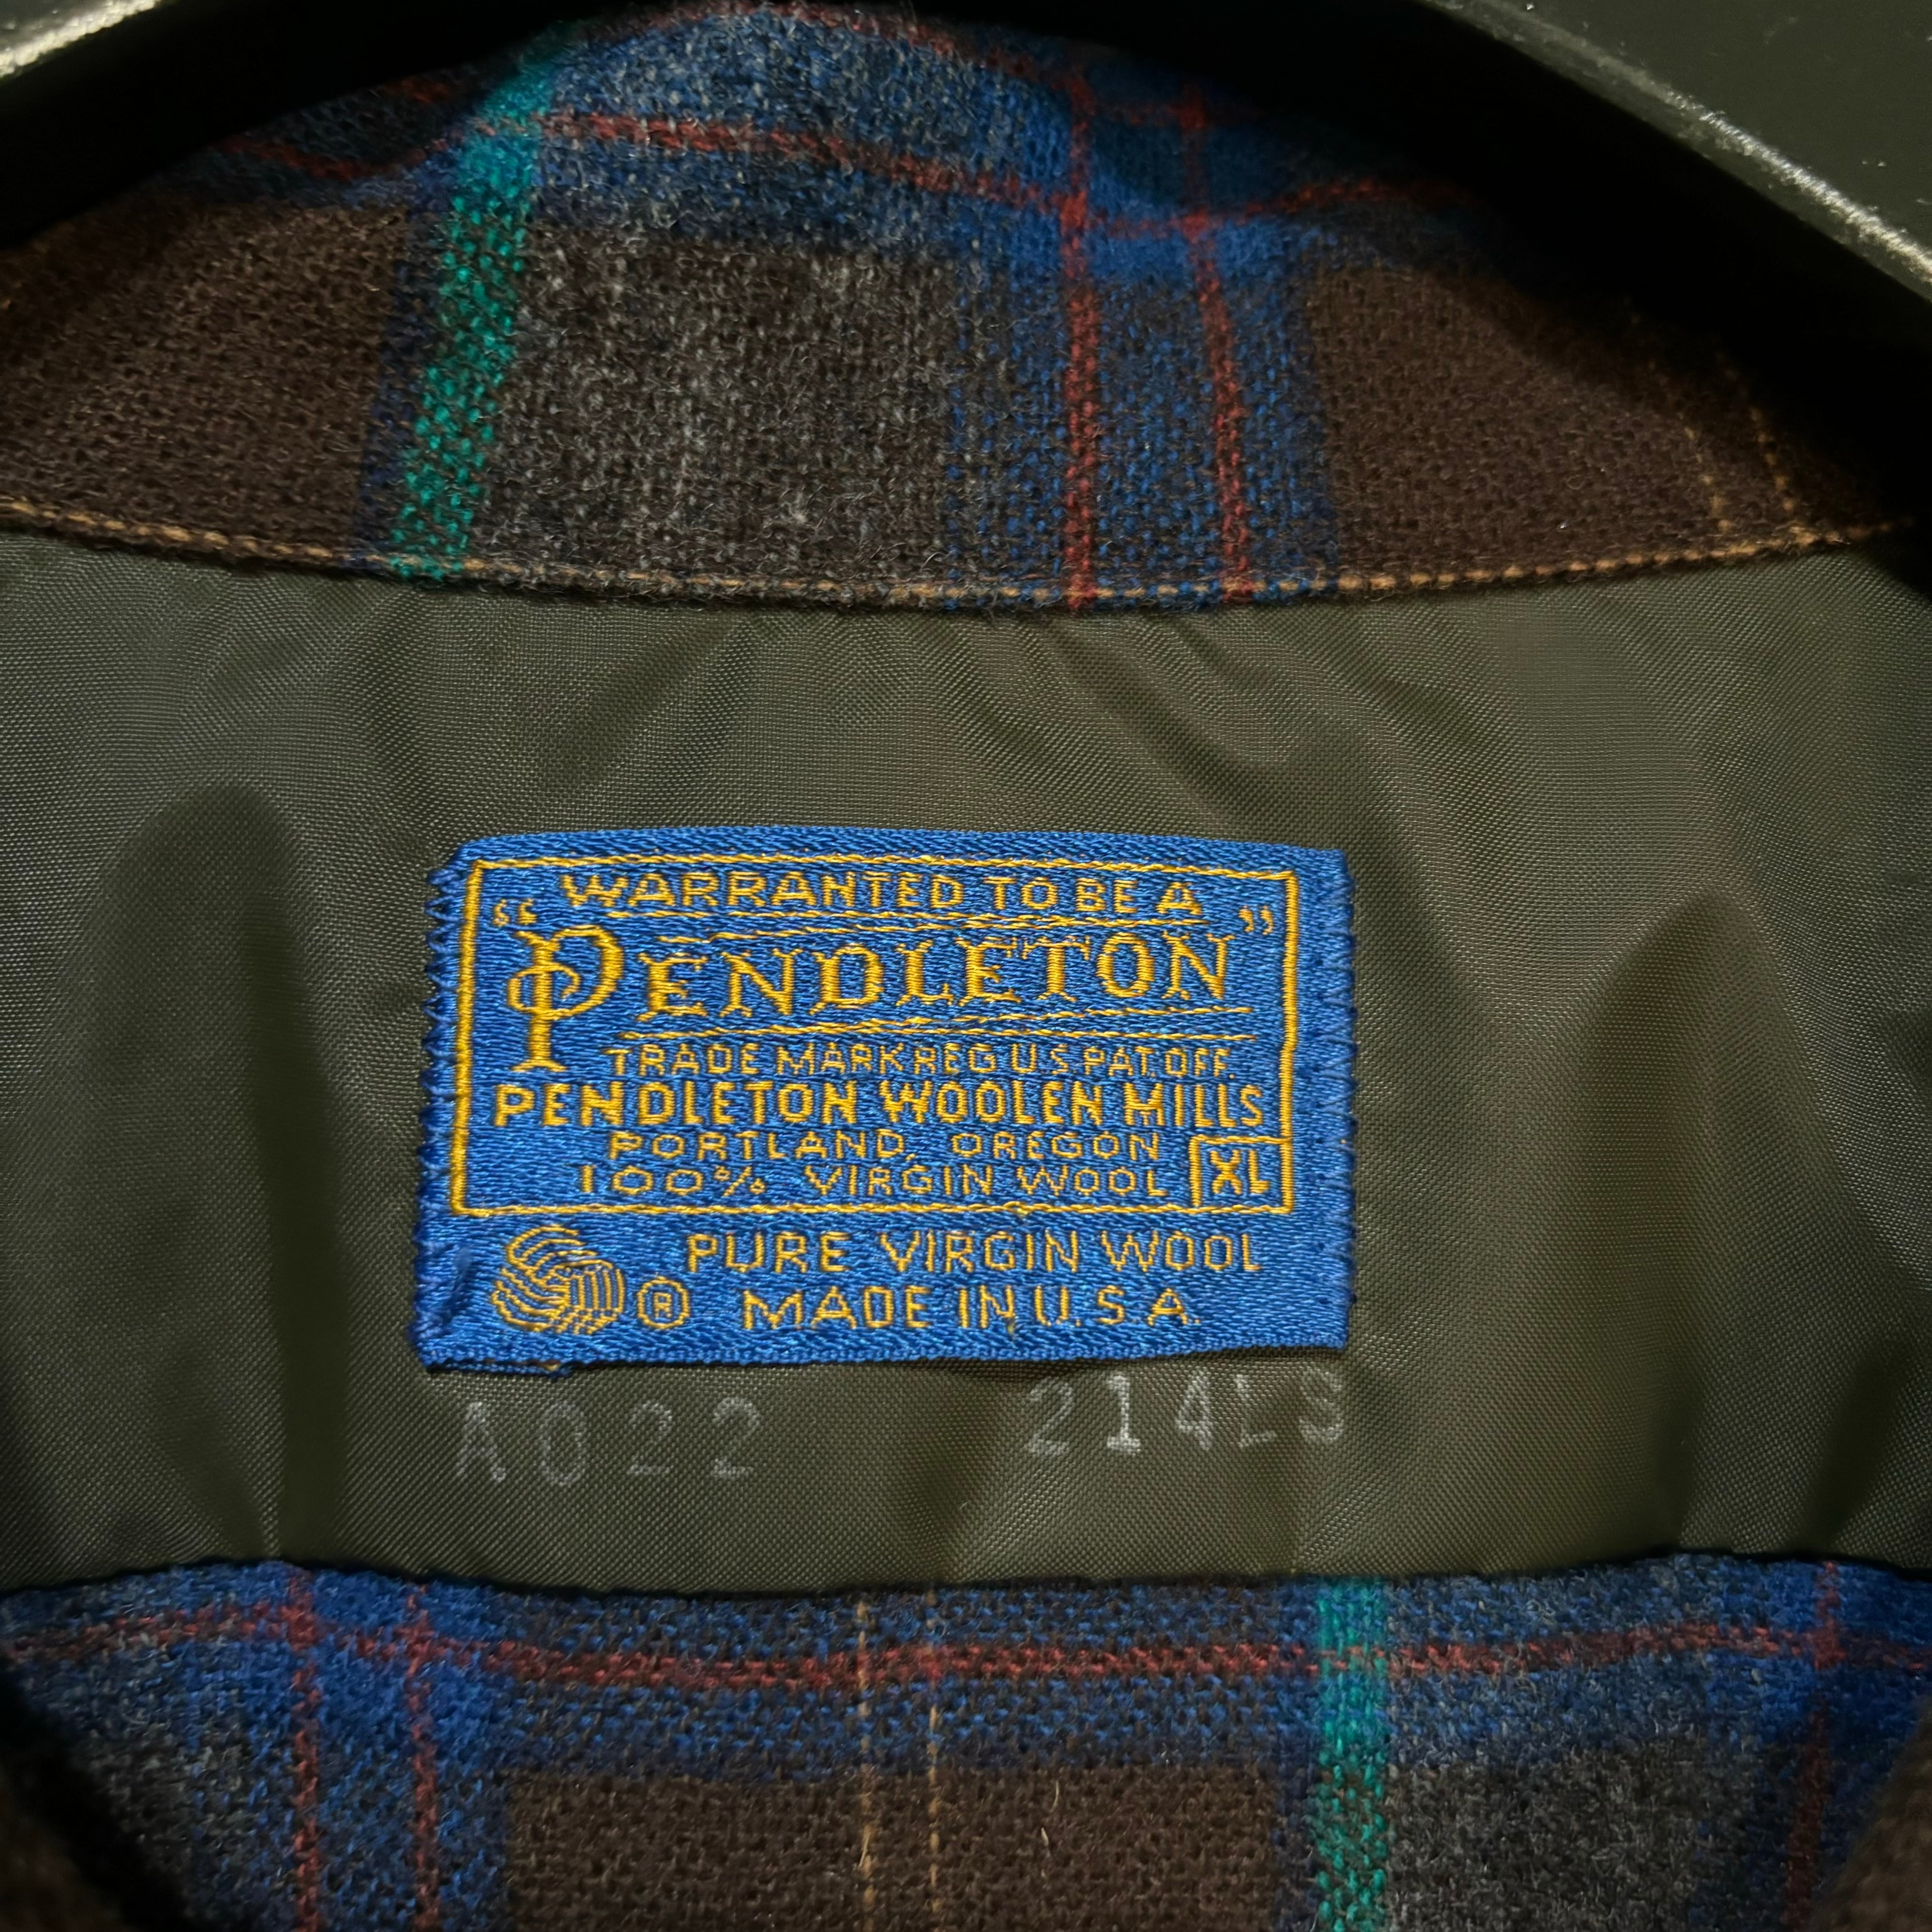 WARRANTED TO BE A
"PENDLETON"
TRADE MARK REG U.S. PAT. OFF.
PENDLETON WOOLEN MILLS
PORTLAND, OREGON
100% VIRGIN WOOL XL
PURE VIRGIN WOOL
® MADE IN U.S.A.
A022 214LS